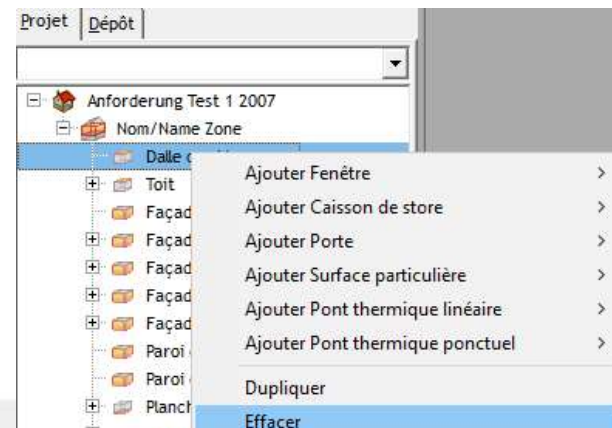 Projet Dépôt
Anforderung Test 1 2007
Nom/Name Zone
Dalle
Toit
Façad
Façad
Façad
Façad
Façad
Paroi
Paroi
Planch
Ajouter Fenêtre
Ajouter Caisson de store
Ajouter Porte
Ajouter Surface particulière
Ajouter Pont thermique linéaire
Ajouter Pont thermique ponctuel
Dupliquer
Effacer